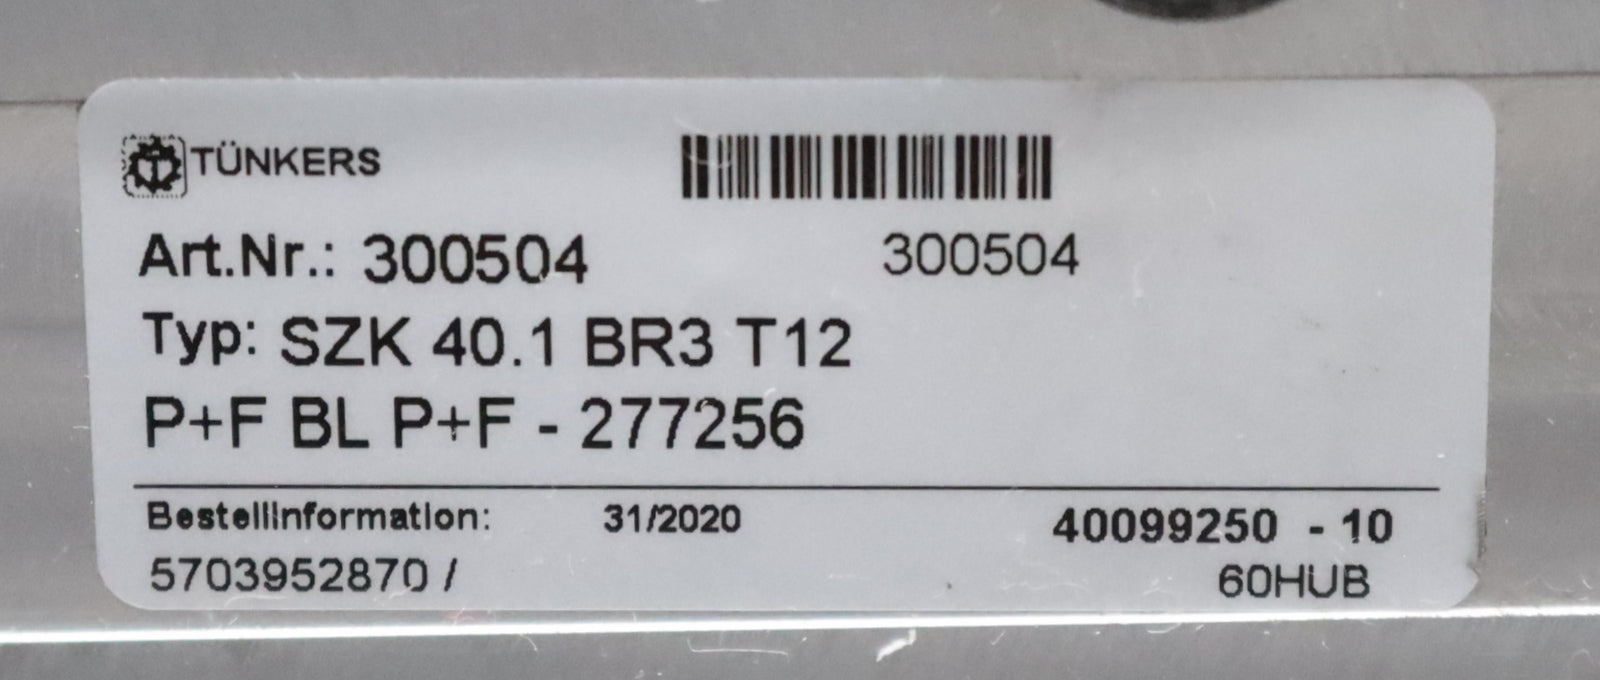 TÜNKERS
Art.Nr.: 300504 300504
Typ: SZK 40.1 BR3 T12
P+F BL P+F - 277256
Bestellinformation: 31/2020 40099250 - 10
5703952870 / 60HUB